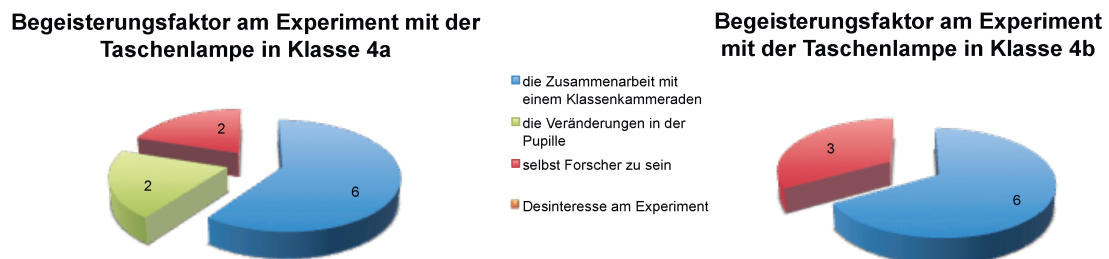 Begeisterungsfaktor am Experiment mit der
Taschenlampe in Klasse 4a
2
2
6
die Zusammenarbeit mit
einem Klassenkammeraden
die Veränderungen in der
Pupille
selbst Forscher zu sein
Desinteresse am Experiment
Begeisterungsfaktor am Experiment
mit der Taschenlampe in Klasse 4b
3
6